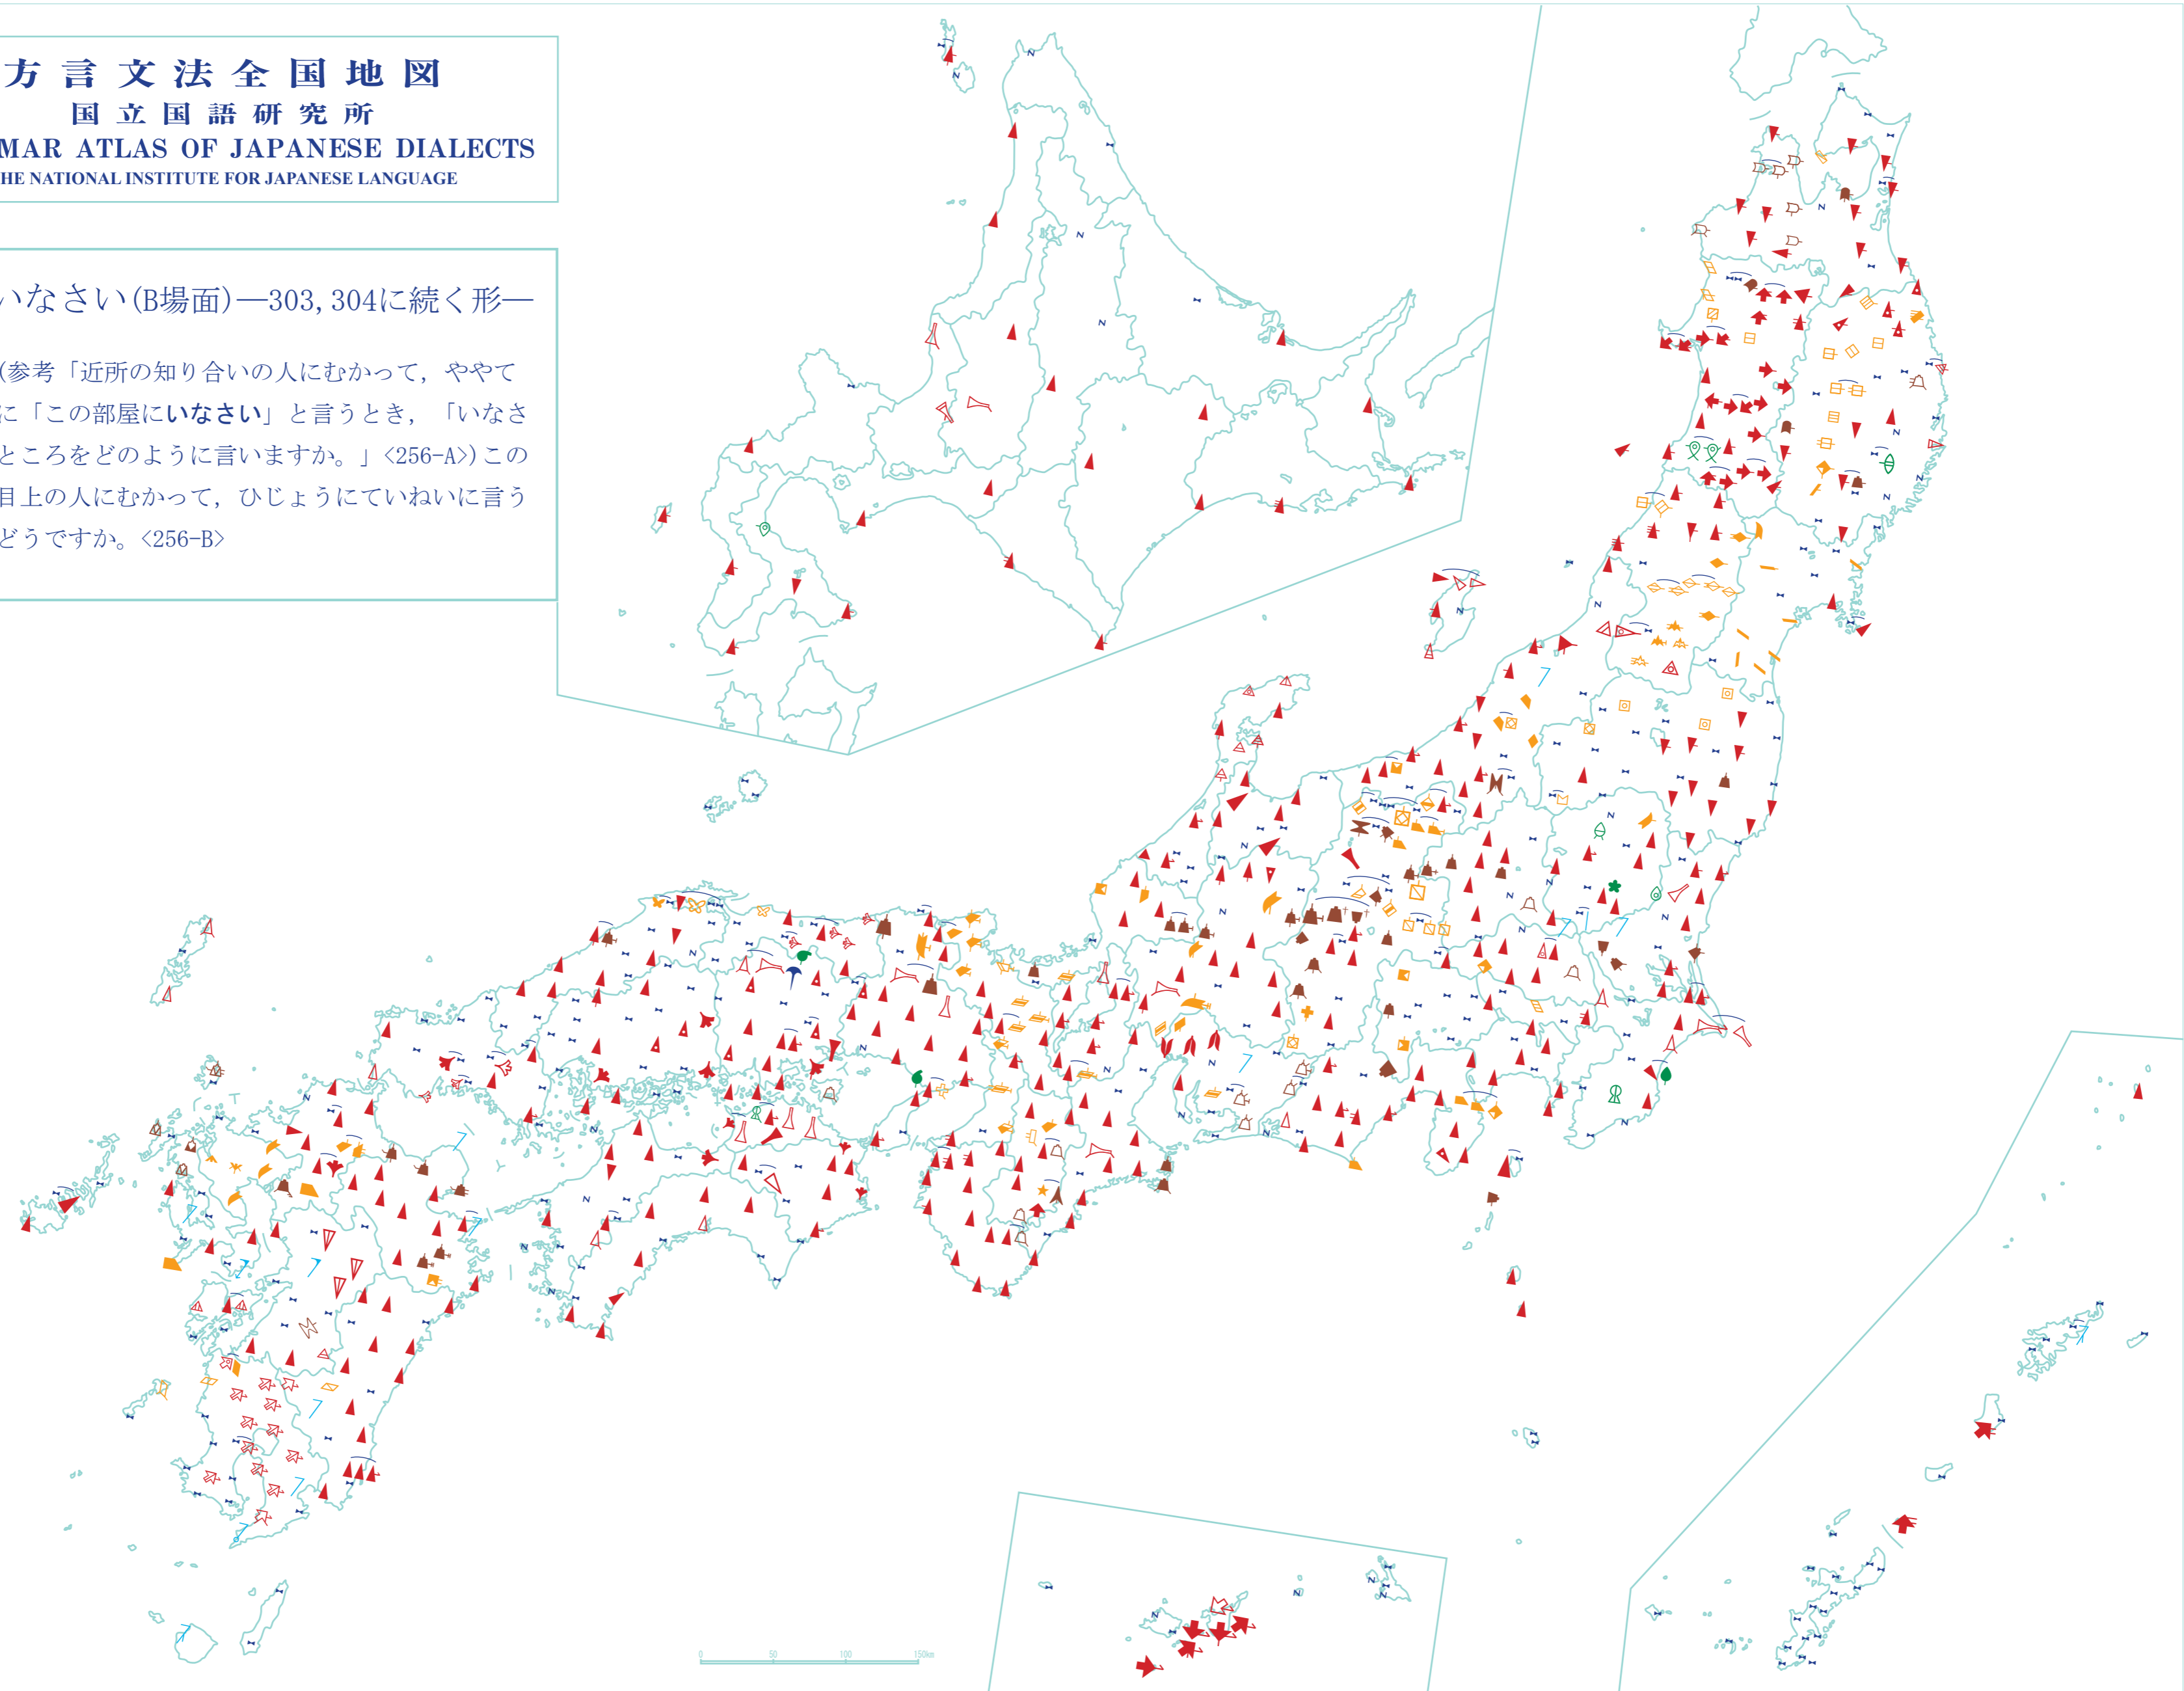 方言文法全国地図
国立国語研究所
MAR ATLAS OF JAPANESE DIALECTS
HE NATIONAL INSTITUTE FOR JAPANESE LANGUAGE
いなさい(B場面)―303,304に続く形―
(参考「近所の知り合いの人にむかって，ややて
に「この部屋にいなさい」と言うとき，「いなさ
ところをどのように言いますか。」<256-A>)この
目上の人にむかって，ひじょうにていねいに言う
どうですか。<256-B>
0 50 100 150km